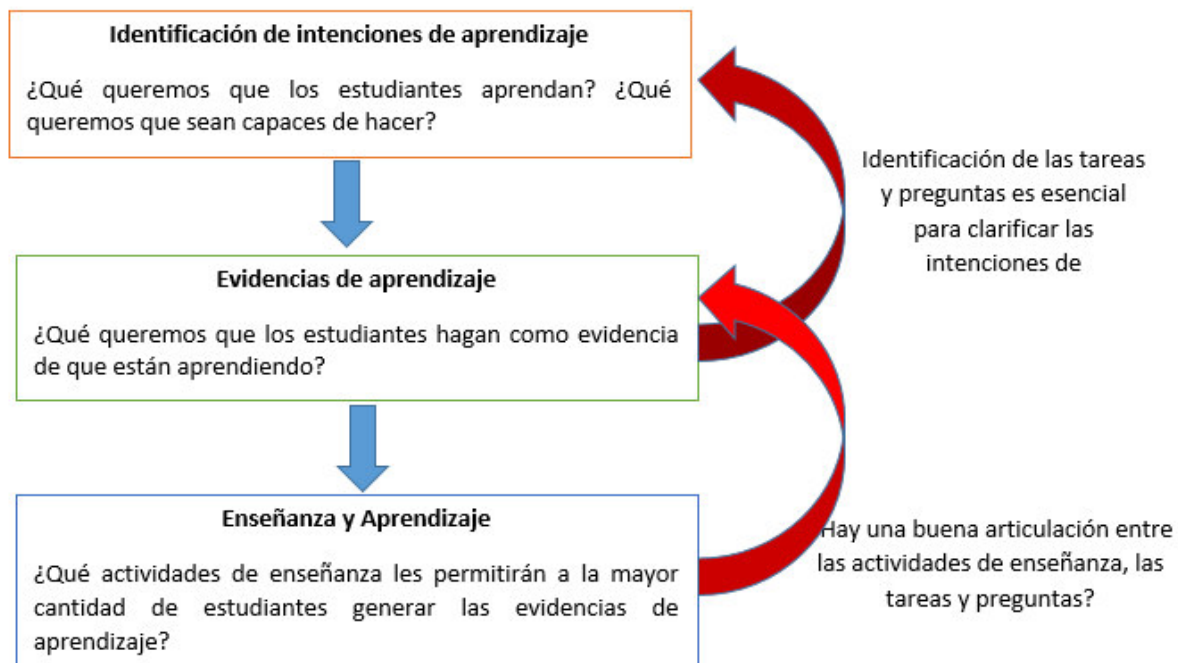 Identificación de intenciones de aprendizaje
¿Qué queremos que los estudiantes aprendan? ¿Qué
queremos que sean capaces de hacer?
Identificación de las tareas
y preguntas es esencial
para clarificar las
intenciones de
Evidencias de aprendizaje
¿Qué queremos que los estudiantes hagan como evidencia
de que están aprendiendo?
Enseñanza y Aprendizaje
¿Qué actividades de enseñanza les permitirán a la mayor
cantidad de estudiantes generar las evidencias de
aprendizaje?
Hay una buena articulación entre
las actividades de enseñanza, las
tareas y preguntas?